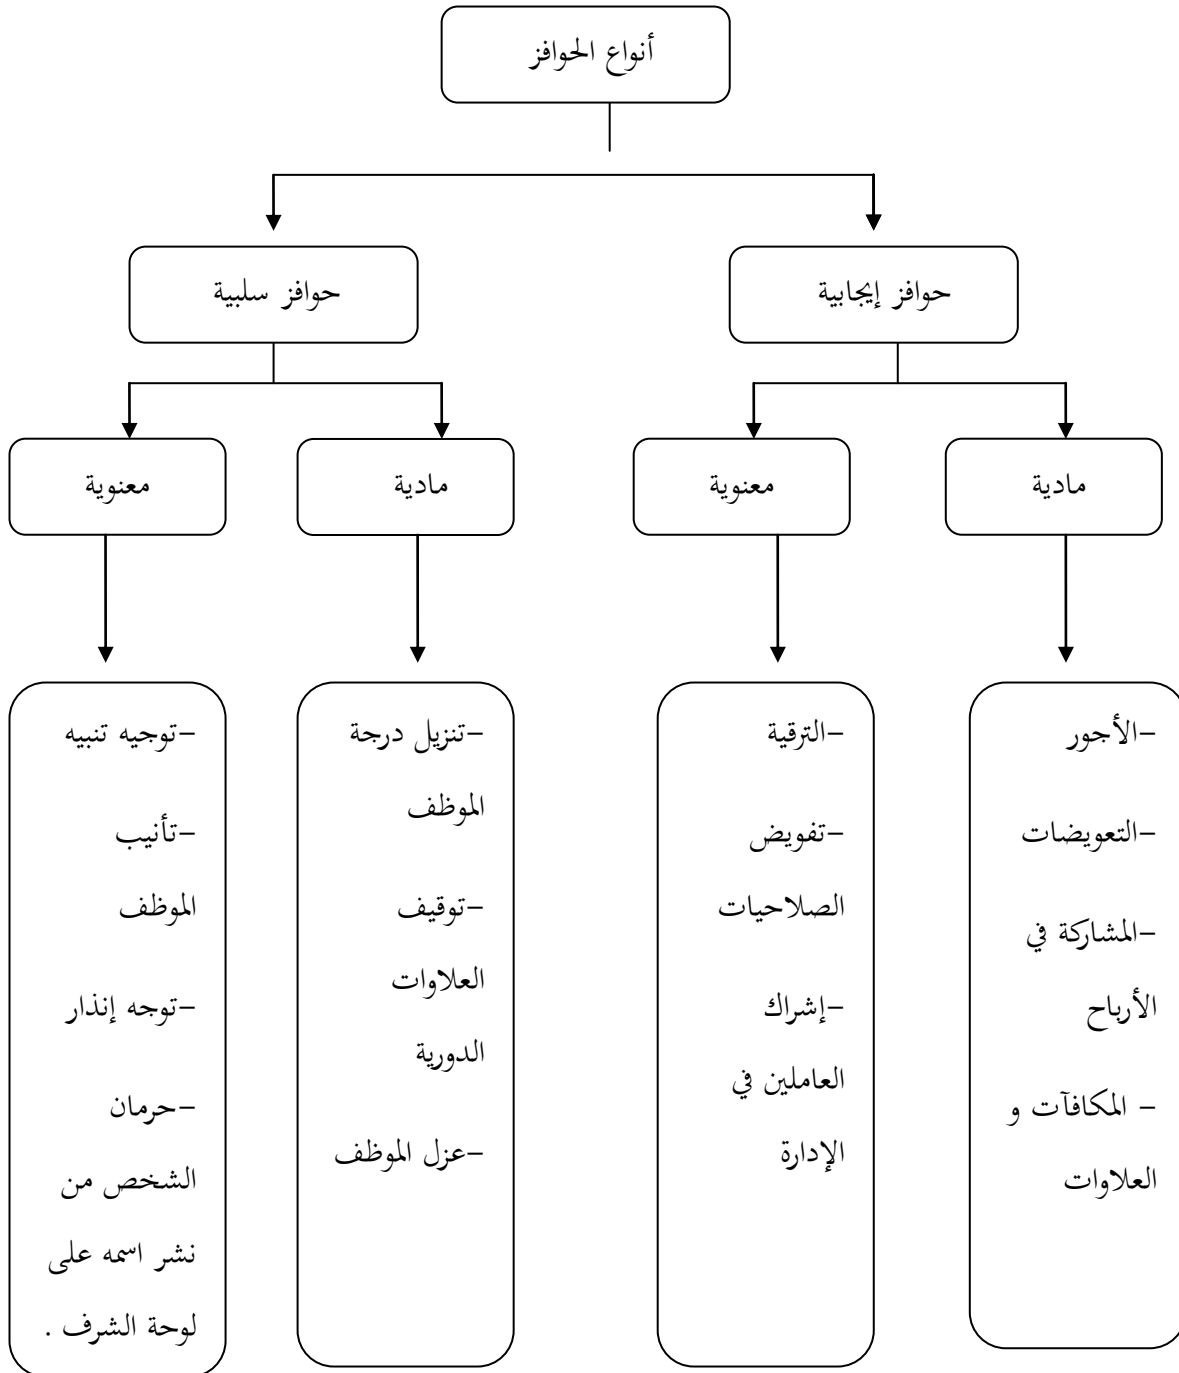 أنواع الحوافز
حوافز إيجابية
حوافز سلبية
مادية
معنوية
مادية
معنوية
-الأجور
-التعويضات
-المشاركة في
الأرباح
- المكافآت و
العلاوات
-الترقية
-تفويض
الصلاحيات
-إشراك
العاملين في
الإدارة
-تنزيل درجة
الموظف
-توقيف
العلاوات
الدورية
-عزل الموظف
-توجيه تنبيه
-تأنيب
الموظف
-توجه إنذار
-حرمان
الشخص من
نشر اسمه على
لوحة الشرف .